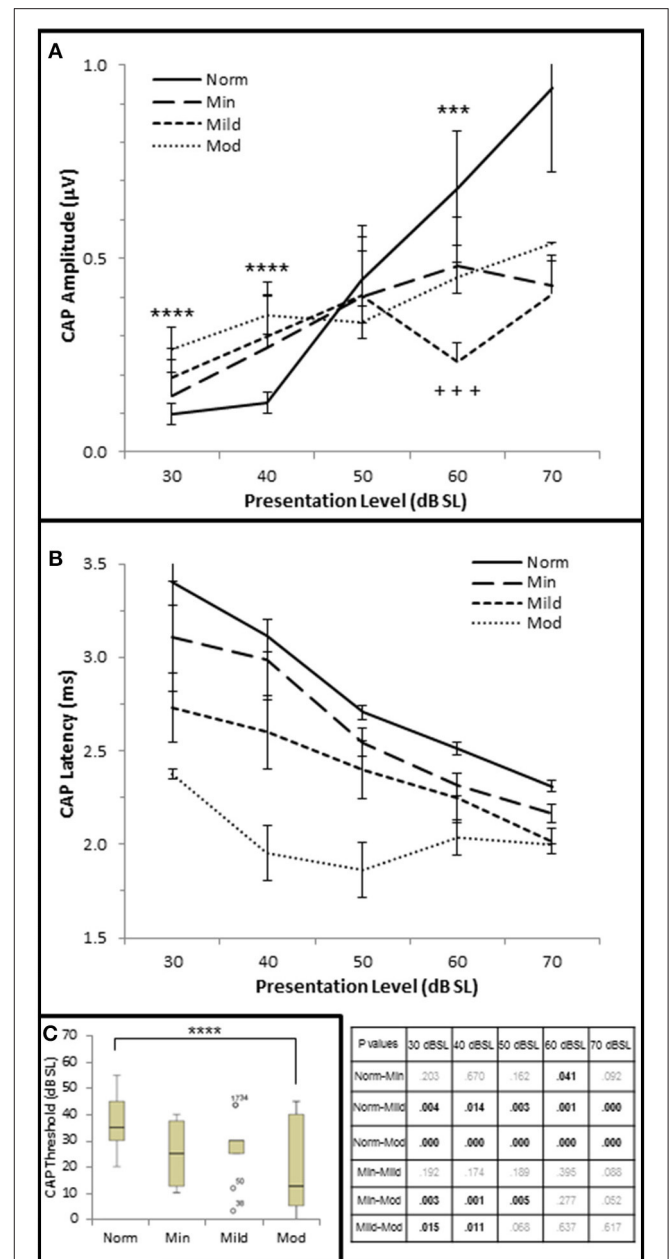 A
1.0
Norm
Min
Mild
Mod
***
0.5
****
****
CAP Amplitude (µV)
+ + +
0.0
30 40 50 60 70
Presentation Level (dB SL)
B
3.5
Norm
Min
Mild
Mod
3.0
2.5
CAP Latency (ms)
2.0
1.5
30 40 50 60 70
Presentation Level (dB SL)
C
****
70
60
50
40
30
20
10
0
CAP Threshold (dB SL)
1734
50
38
Norm Min Mild Mod
P values 30 dBSL 40 dBSL 50 dBSL 60 dBSL 70 dBSL
Norm-Min .203 .670 .162 .041 .092
Norm-Mild .004 .014 .003 .001 .000
Norm-Mod .000 .000 .000 .000 .000
Min-Mild .192 .174 .189 .395 .088
Min-Mod .003 .001 .005 .277 .052
Mild-Mod .015 .011 .068 .637 .617